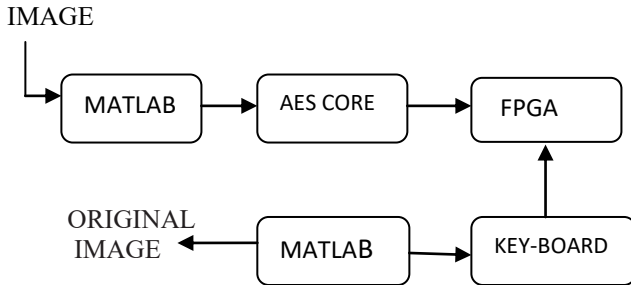 IMAGE
MATLAB
AES CORE
FPGA
ORIGINAL
IMAGE
MATLAB
KEY-BOARD